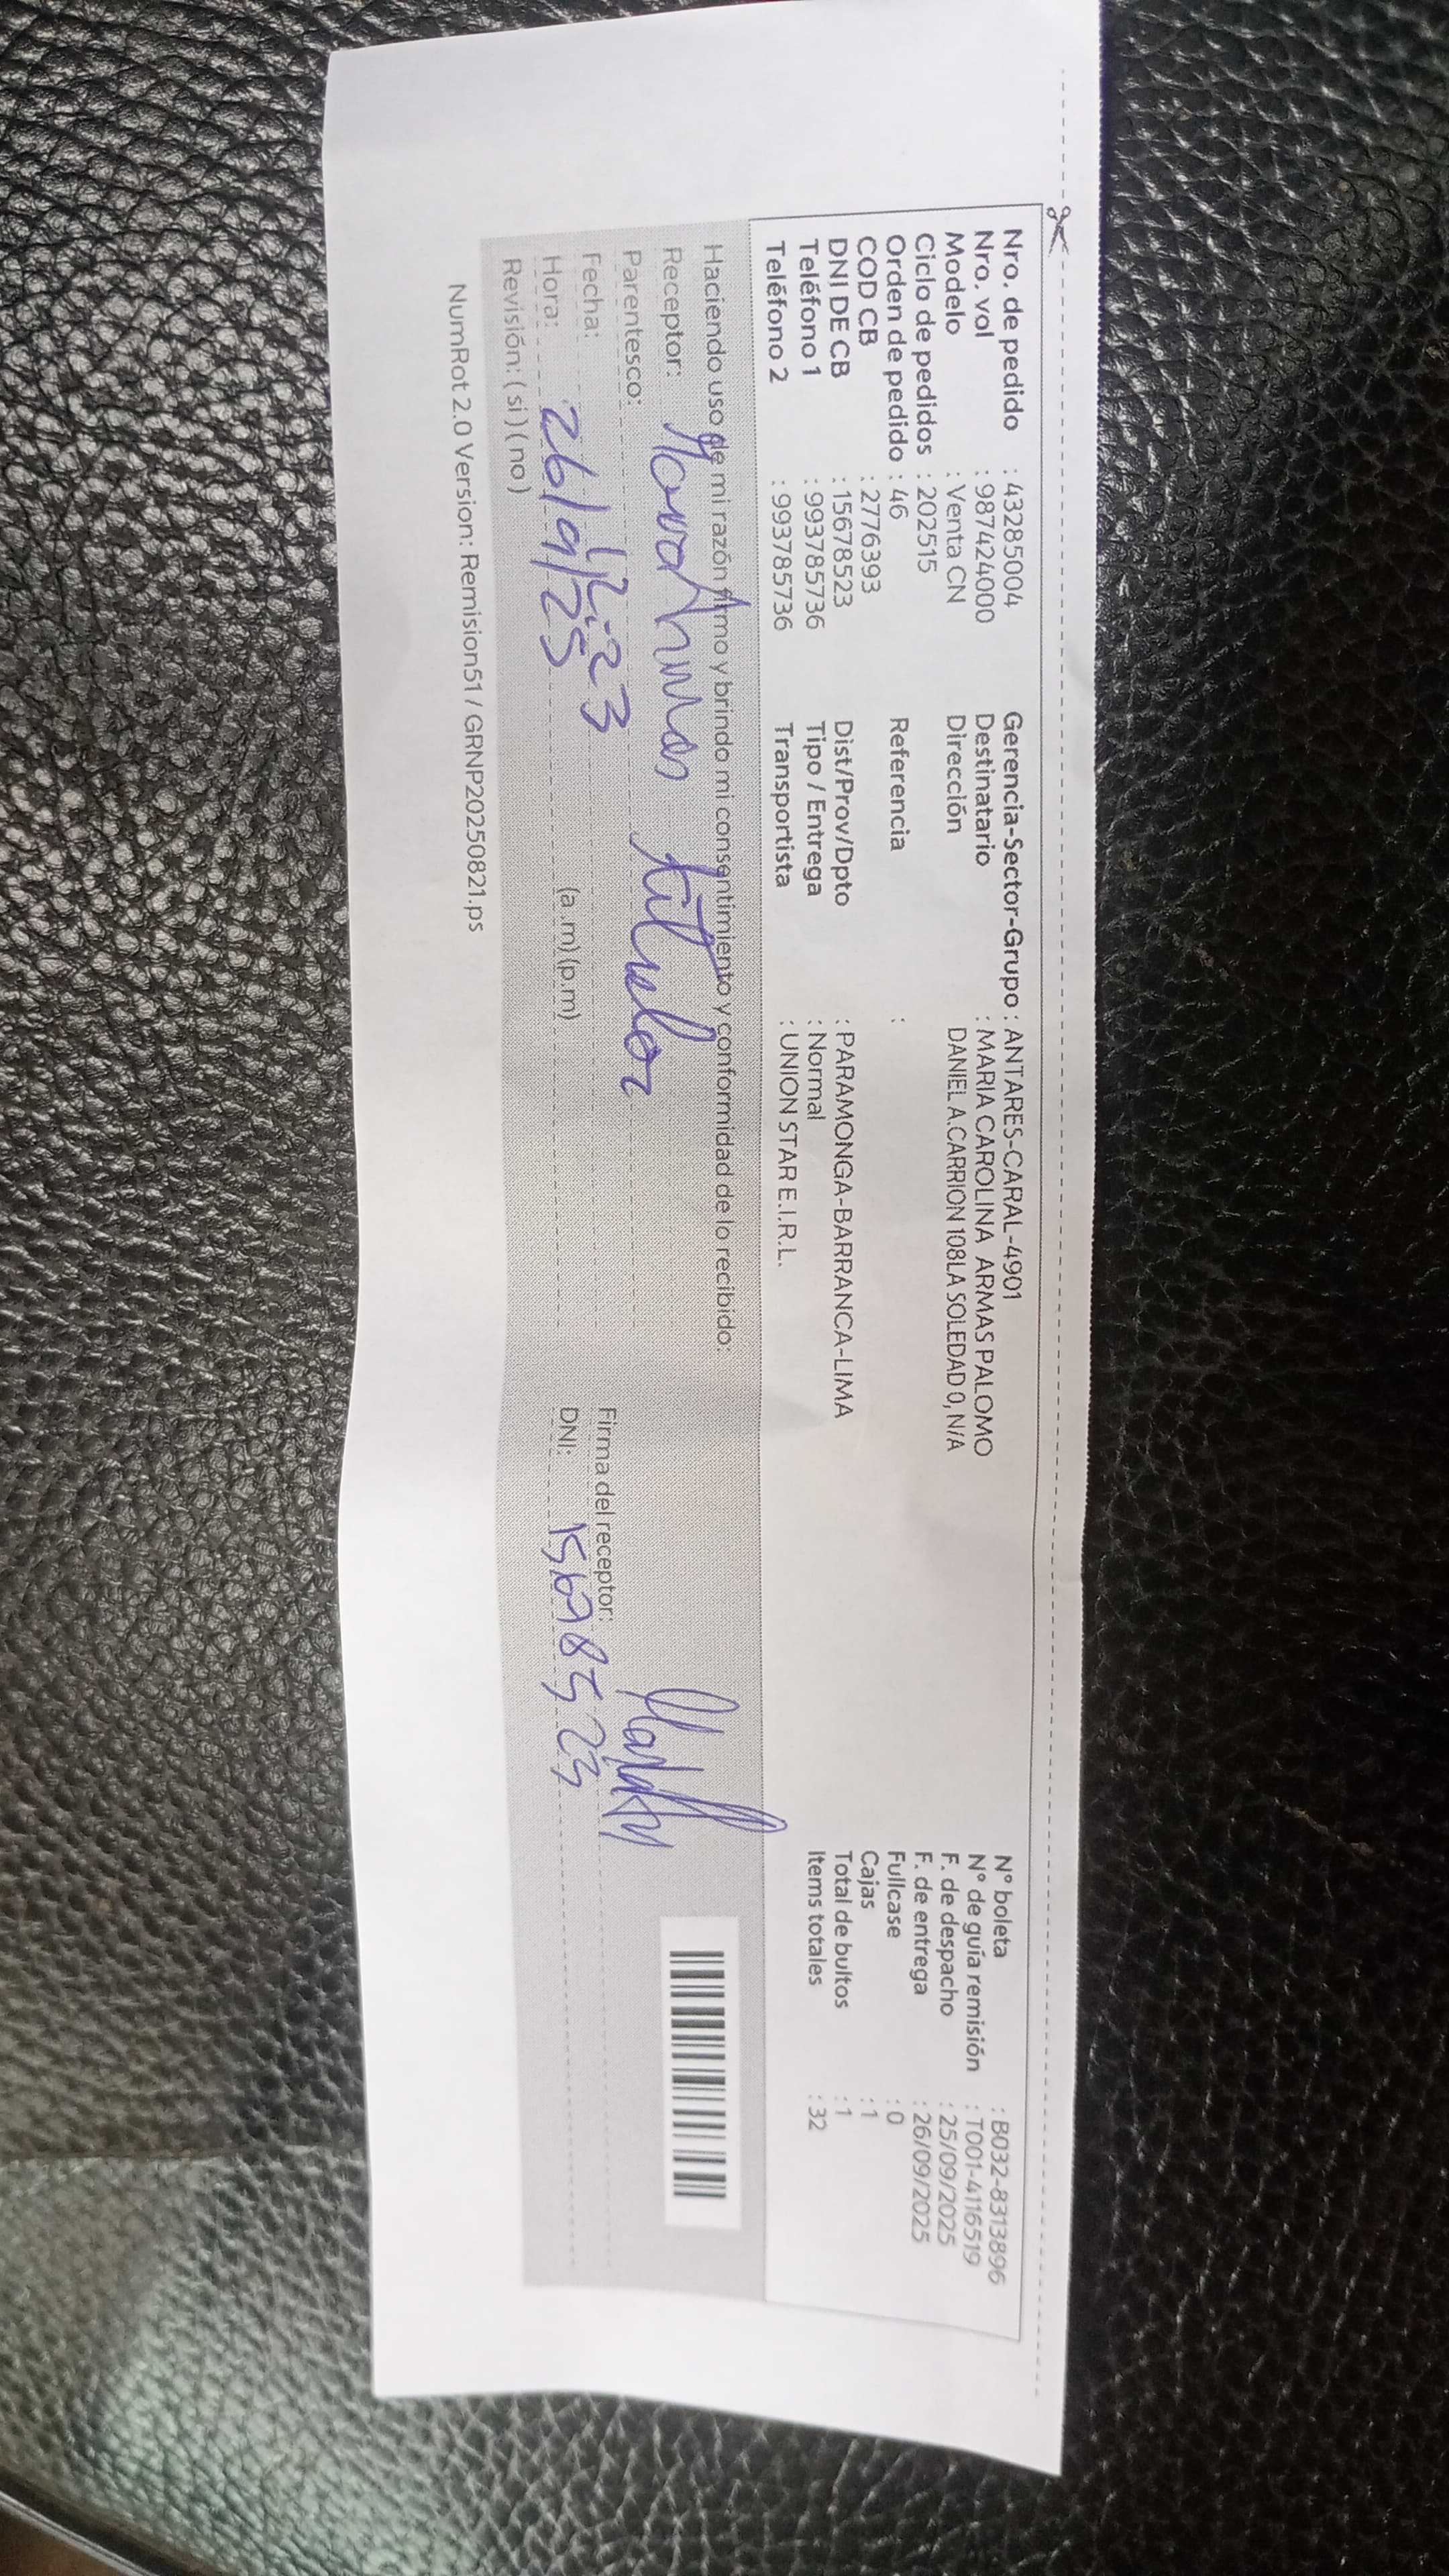 Nro. de pedido : 43285004 Gerencia-Sector-Grupo : ANTARES-CARAL-4901 N° boleta : B032-8313896
Nro. vol : 987424000 Destinatario : MARIA CAROLINA ARMAS PALOMO N° de guía remisión : T001-4116519
Modelo : Venta CN Dirección DANIEL A.CARRION 108LA SOLEDAD 0, N/A F. de despacho : 25/09/2025
Ciclo de pedidos : 202515 F. de entrega : 26/09/2025
Orden de pedido : 46 Referencia : Fullcase : 0
COD CB : 2776393 Cajas : 1
DNI DE CB : 15678523 Dist/Prov/Dpto : PARAMONGA-BARRANCA-LIMA Total de bultos : 1
Teléfono 1 : 993785736 Tipo / Entrega : Normal Items totales : 32
Teléfono 2 : 993785736 Transportista : UNION STAR E.I.R.L.
Haciendo uso de mi razón firmo y brindo mi consentimiento y conformidad de lo recibido:
Receptor: Armas
Parentesco: titular
Fecha: 12:23 Firma del receptor:
Hora: 26/9/25 (a.m) (p.m) DNI: 15678523
Revisión: ( si ) ( no )
NumRot 2.0 Version: Remision51 / GRNP20250821.ps